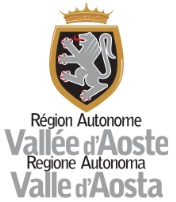 Région Autonome
Vallée d'Aoste
Regione Autonoma
Valle d'Aosta